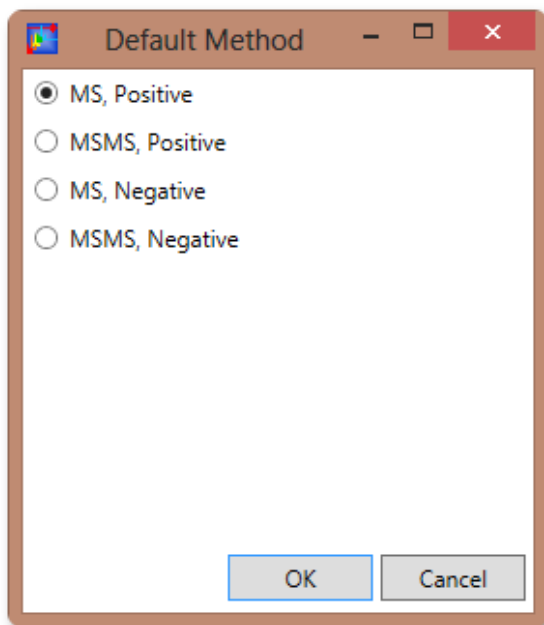 Default Method
MS, Positive
MSMS, Positive
MS, Negative
MSMS, Negative
OK Cancel